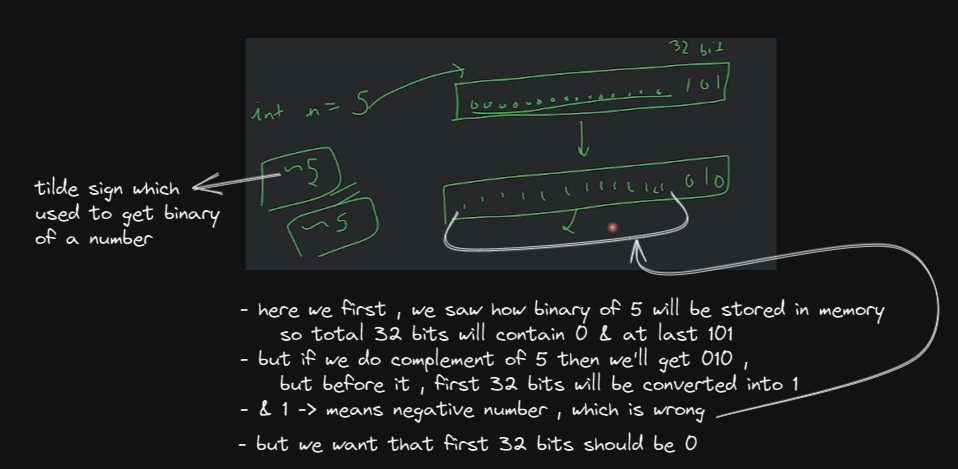 32 bit
int n = 5
00000000............. 101
~5
~5
010
tilde sign which
used to get binary
of a number
- here we first , we saw how binary of 5 will be stored in memory
so total 32 bits will contain 0 & at last 101
- but if we do complement of 5 then we'll get 010 ,
but before it , first 32 bits will be converted into 1
- & 1 -> means negative number , which is wrong
- but we want that first 32 bits should be 0